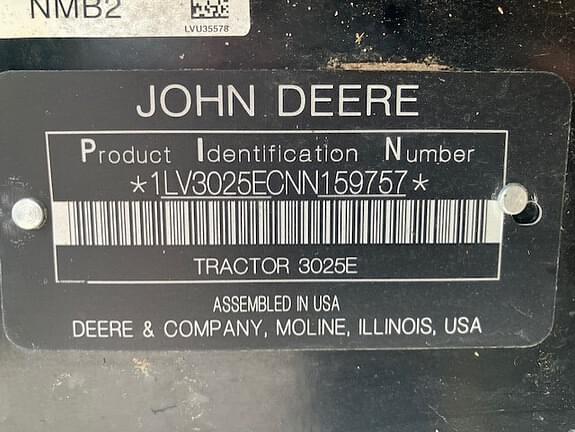 NMB2
LVU35578
JOHN DEERE
Product Identification Number
*1LV3025ECNN159757*
TRACTOR 3025E
ASSEMBLED IN USA
DEERE & COMPANY, MOLINE, ILLINOIS, USA